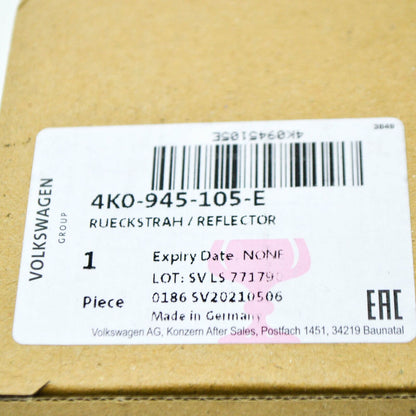 3846
4K0945105E
VOLKSWAGEN
GROUP
4K0-945-105-E
RUECKSTRAH / REFLECTOR
1
Expiry Date NONE
LOT: SV LS 771790
Piece
0186 SV20210506
Made in Germany
EAC
Volkswagen AG, Konzern After Sales, Postfach 1451, 34219 Baunatal